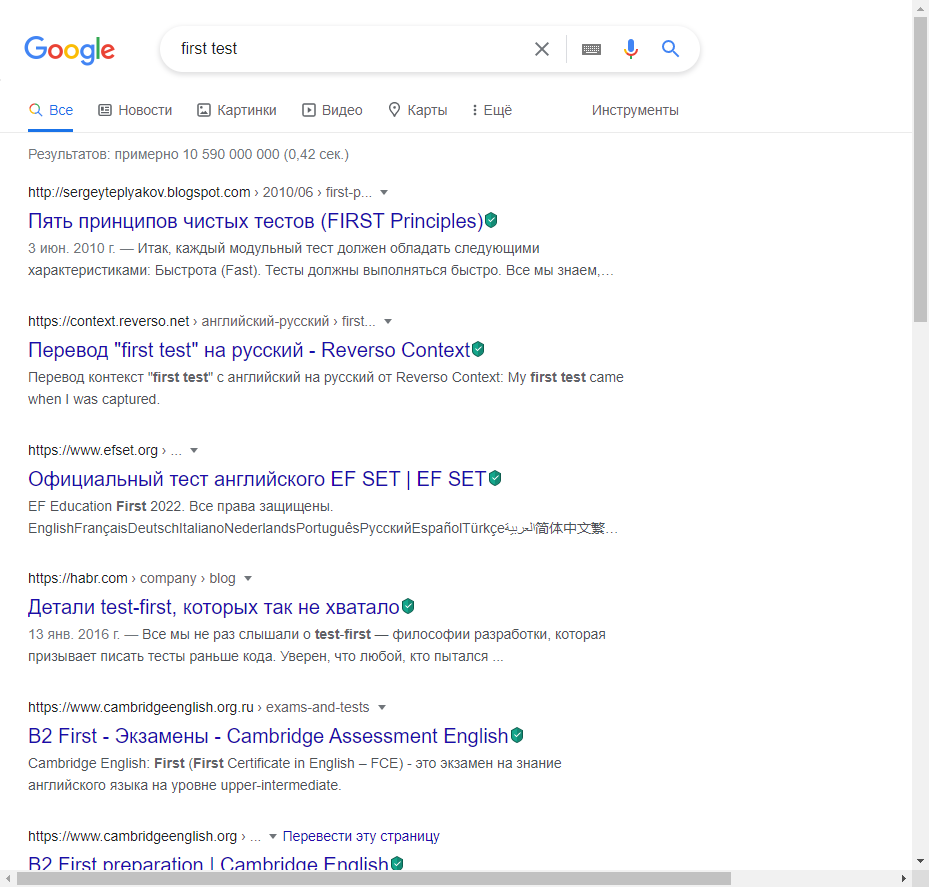 Google
first test
Все Новости Картинки Видео Карты Ещё Инструменты
Результатов: примерно 10 590 000 000 (0,42 сек.)
http://sergeyteplyakov.blogspot.com › 2010/06 › first-p...
Пять принципов чистых тестов (FIRST Principles)
3 июн. 2010 г. — Итак, каждый модульный тест должен обладать следующими
характеристиками: Быстрота (Fast). Тесты должны выполняться быстро. Все мы знаем,…
https://context.reverso.net › английский-русский › first...
Перевод "first test" на русский - Reverso Context
Перевод контекст "first test" c английский на русский от Reverso Context: My first test came
when I was captured.
https://www.efset.org › ...
Официальный тест английского EF SET | EF SET
EF Education First 2022. Все права защищены.
EnglishFrançaisDeutschItalianoNederlandsPortuguêsРусскийEspañolTürkçeالعربية简体中文繁…
https://habr.com › company › blog
Детали test-first, которых так не хватало
13 янв. 2016 г. — Все мы не раз слышали о test-first — философии разработки, которая
призывает писать тесты раньше кода. Уверен, что любой, кто пытался ...
https://www.cambridgeenglish.org.ru › exams-and-tests
B2 First - Экзамены - Cambridge Assessment English
Cambridge English: First (First Certificate in English – FCE) - это экзамен на знание
английского языка на уровне upper-intermediate.
https://www.cambridgeenglish.org › ... Перевести эту страницу
B2 First preparation | Cambridge English